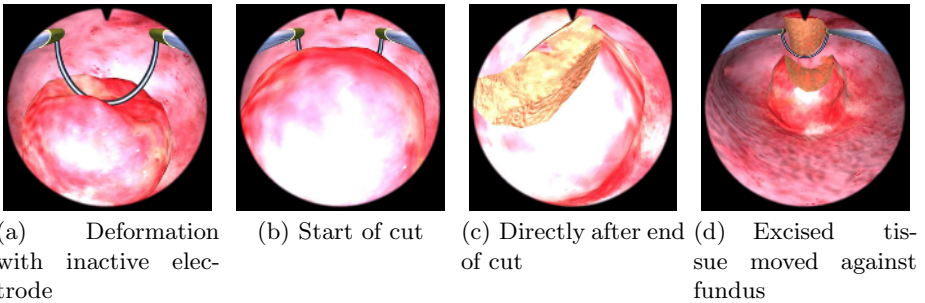 (a) Deformation
with inactive elec-
trode
(b) Start of cut
(c) Directly after end
of cut
(d) Excised tis-
sue moved against
fundus